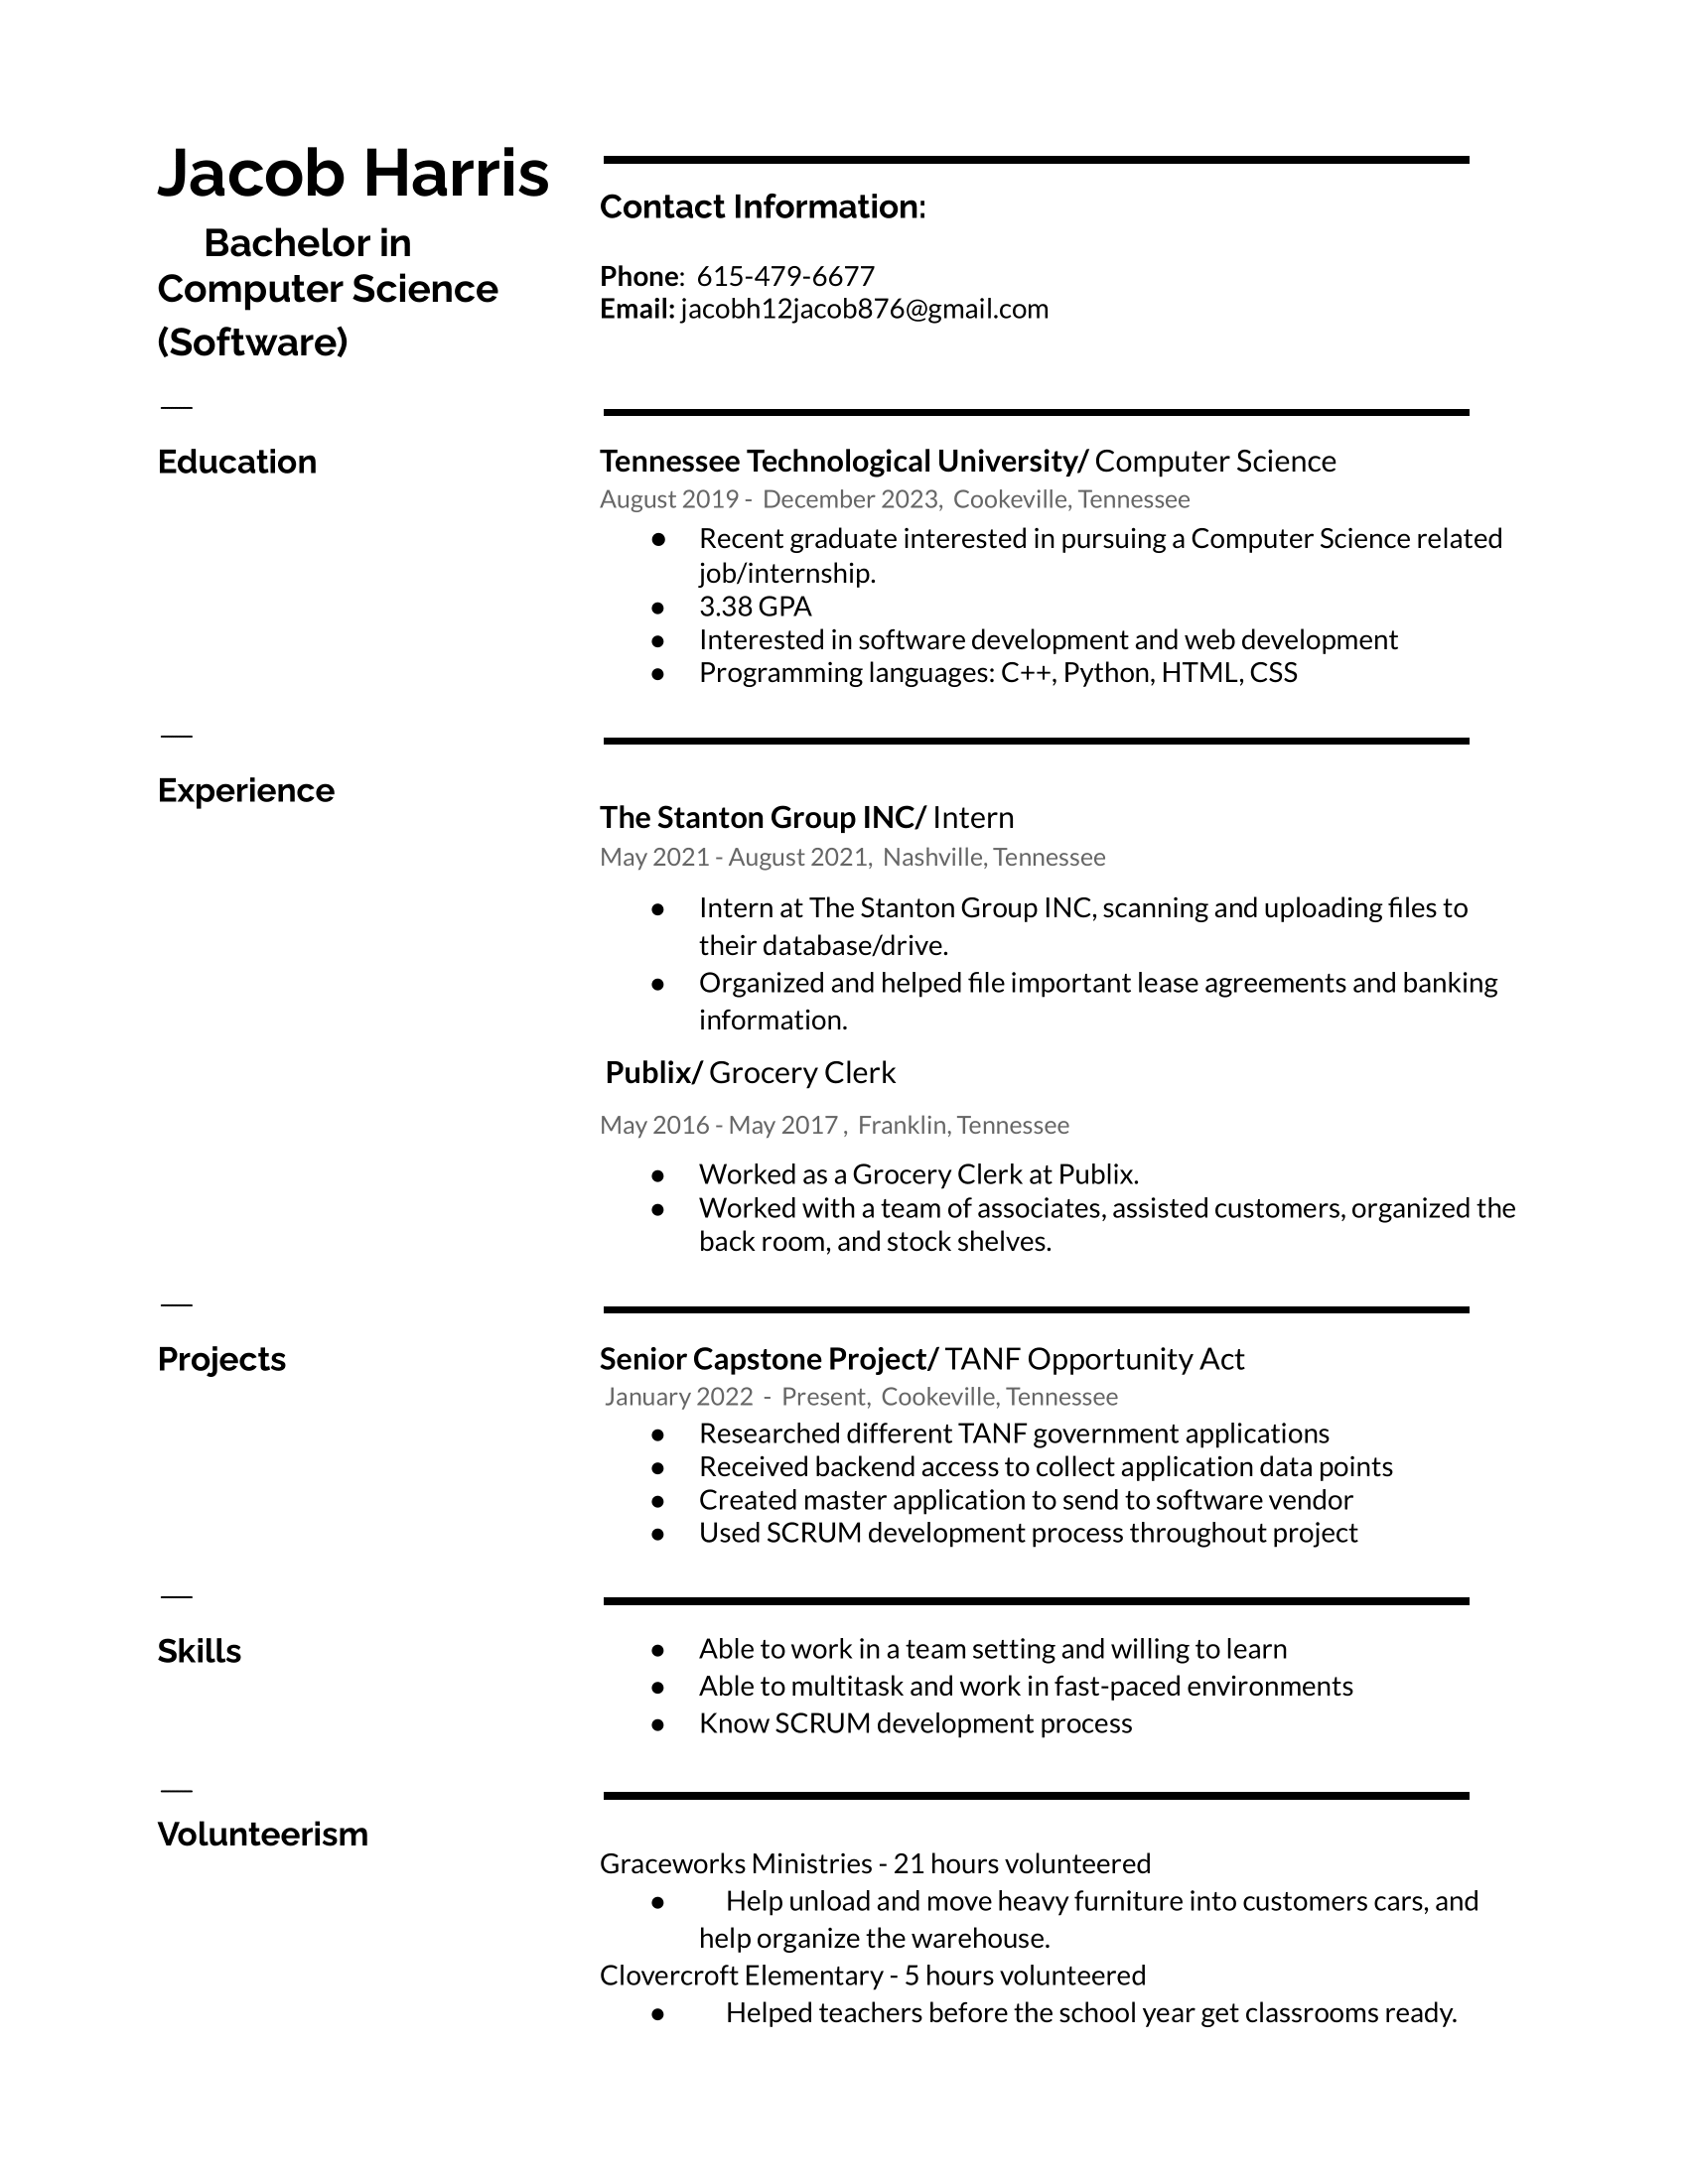 Jacob Harris
Bachelor in
Computer Science
(Software)
Contact Information:
Phone:  615-479-6677
Email: jacobh12jacob876@gmail.com
—
Education
Tennessee Technological University/ Computer Science
August 2019 -  December 2023,  Cookeville, Tennessee
● Recent graduate interested in pursuing a Computer Science related
job/internship.
● 3.38 GPA
● Interested in software development and web development
● Programming languages: C++, Python, HTML, CSS
—
Experience
The Stanton Group INC/ Intern
May 2021 - August 2021,  Nashville, Tennessee
● Intern at The Stanton Group INC, scanning and uploading files to
their database/drive.
● Organized and helped file important lease agreements and banking
information.
Publix/ Grocery Clerk
May 2016 - May 2017 ,  Franklin, Tennessee
● Worked as a Grocery Clerk at Publix.
● Worked with a team of associates, assisted customers, organized the
back room, and stock shelves.
—
Projects
Senior Capstone Project/ TANF Opportunity Act
January 2022  -  Present,  Cookeville, Tennessee
● Researched different TANF government applications
● Received backend access to collect application data points
● Created master application to send to software vendor
● Used SCRUM development process throughout project
—
Skills
● Able to work in a team setting and willing to learn
● Able to multitask and work in fast-paced environments
● Know SCRUM development process
—
Volunteerism
Graceworks Ministries - 21 hours volunteered
● Help unload and move heavy furniture into customers cars, and
help organize the warehouse.
Clovercroft Elementary - 5 hours volunteered
● Helped teachers before the school year get classrooms ready.